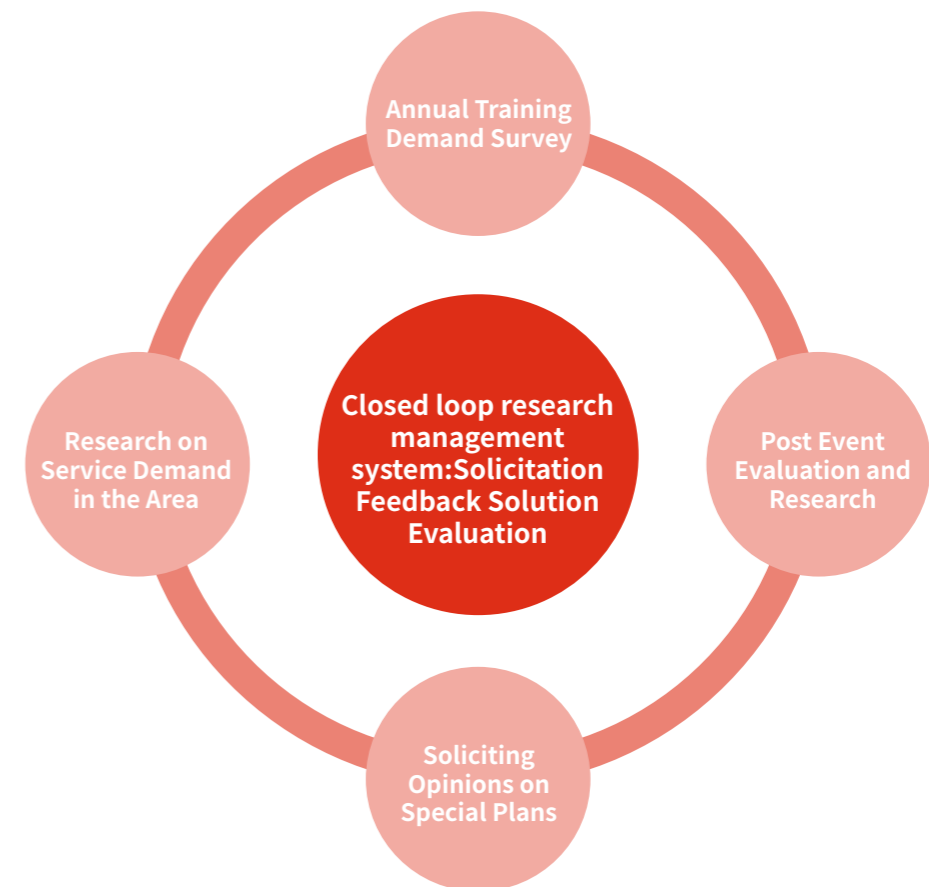 Annual Training
Demand Survey
Research on
Service Demand
in the Area
Closed loop research
management
system:Solicitation
Feedback Solution
Evaluation
Post Event
Evaluation and
Research
Soliciting
Opinions on
Special Plans